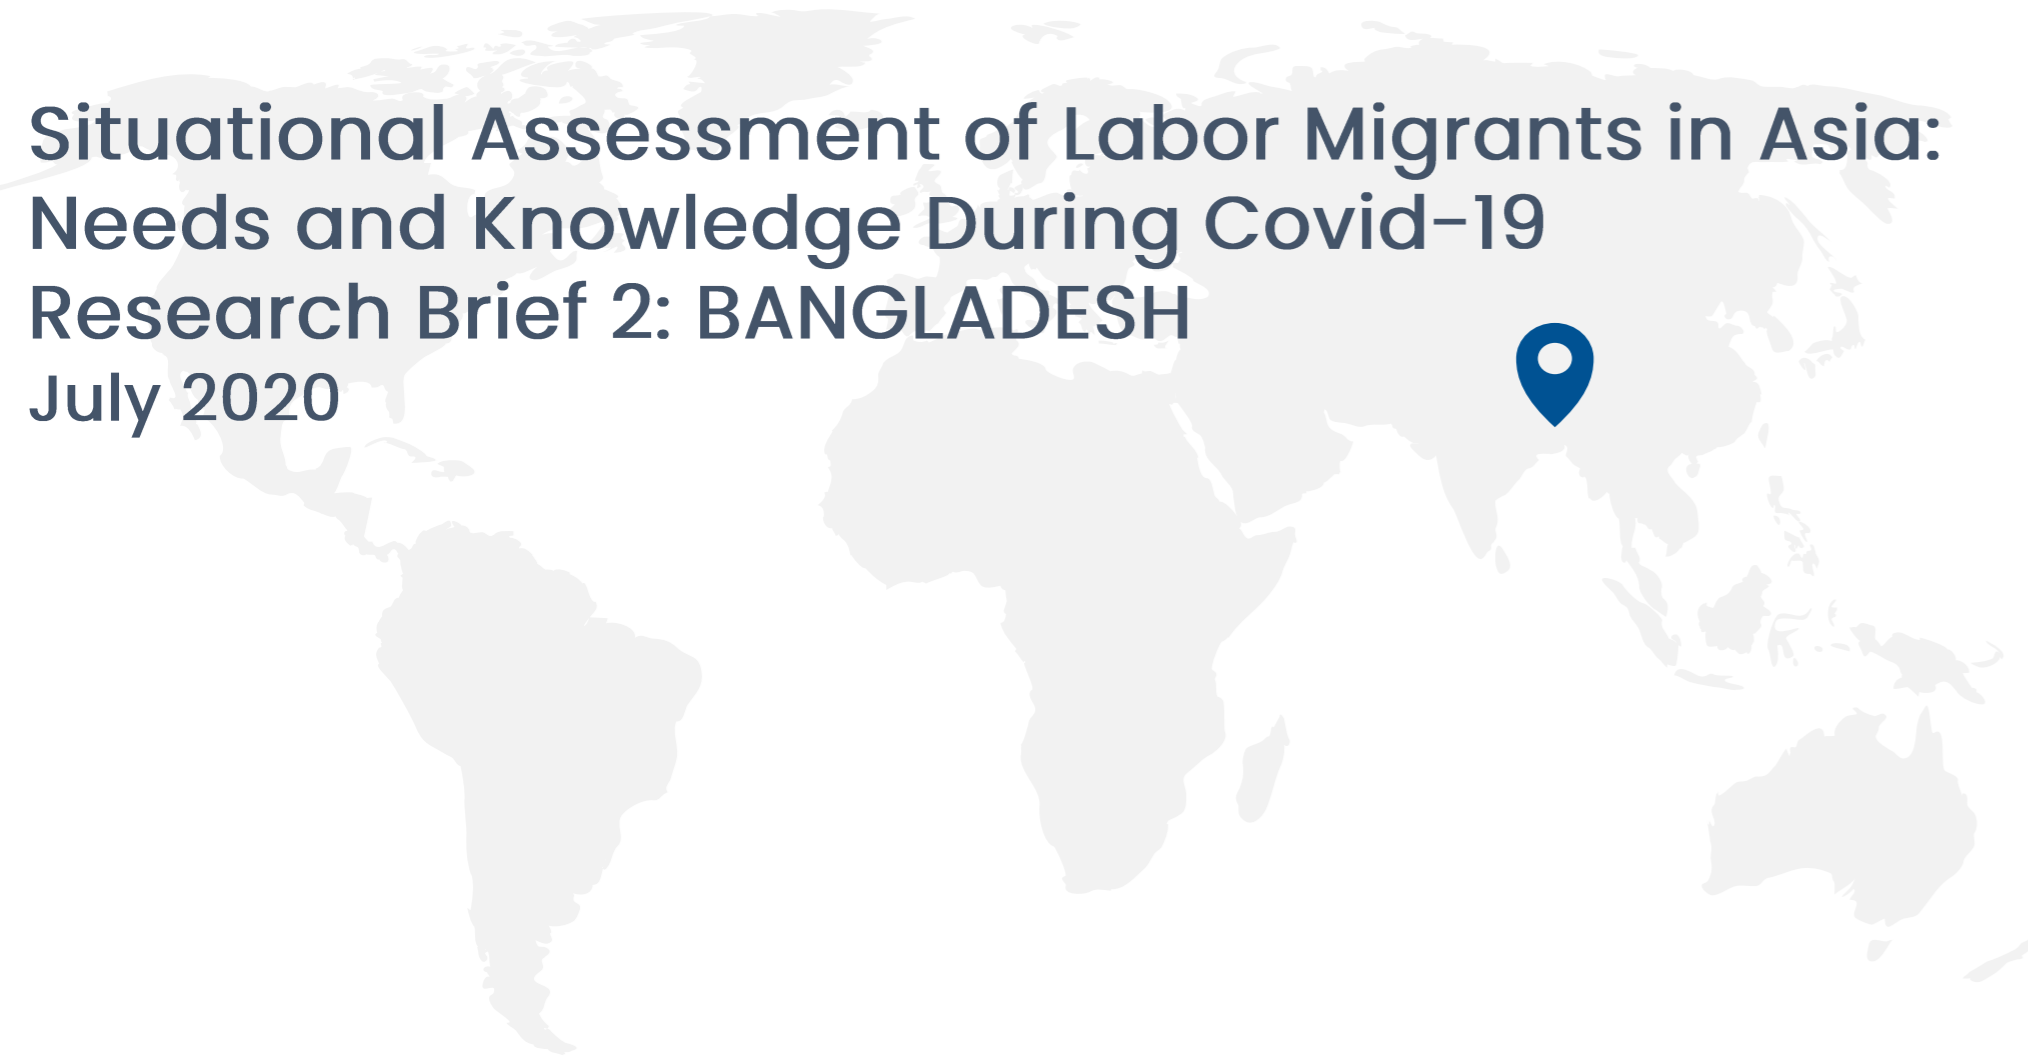 Situational Assessment of Labor Migrants in Asia:
Needs and Knowledge During Covid-19
Research Brief 2: BANGLADESH
July 2020